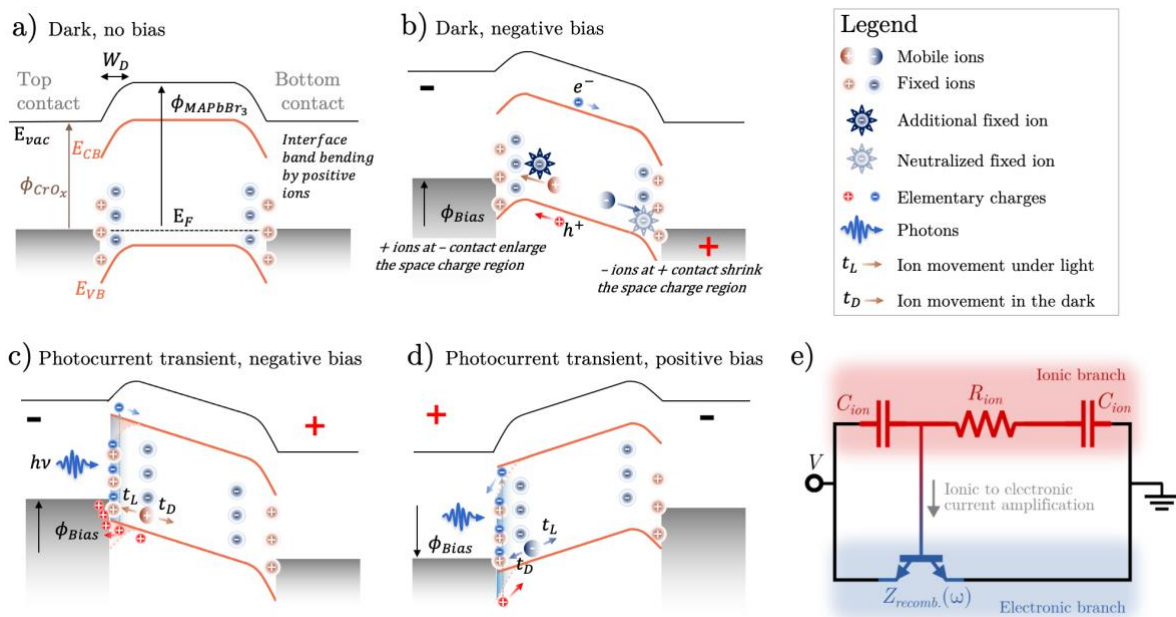 a) Dark, no bias
W_D
Top contact
Bottom contact
ϕ_MAPbBr₃
E_vac
E_CB
Interface
band bending
by positive
ions
ϕ_CrOₓ
E_F
E_VB
b) Dark, negative bias
-
e⁻
ϕ_Bias
h⁺
+
+ ions at – contact enlarge
the space charge region
– ions at + contact shrink
the space charge region
Legend
Mobile ions
Fixed ions
Additional fixed ion
Neutralized fixed ion
Elementary charges
Photons
t_L → Ion movement under light
t_D → Ion movement in the dark
c) Photocurrent transient, negative bias
-
+
hν
t_L
t_D
ϕ_Bias
d) Photocurrent transient, positive bias
+
-
t_L
ϕ_Bias
t_D
e)
Ionic branch
C_ion
R_ion
C_ion
V
Ionic to electronic
current amplification
Z_recomb.(ω)
Electronic branch